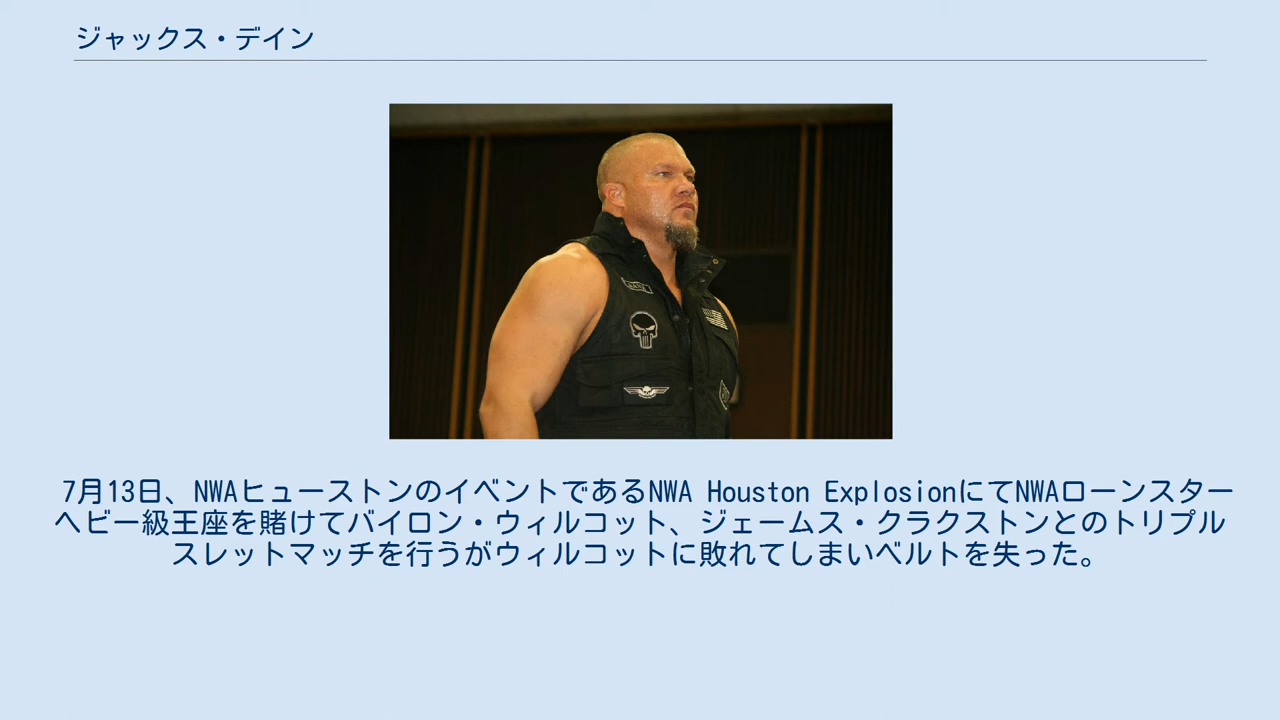 ジャックス・デイン
7月13日、NWAヒューストンのイベントであるNWA Houston ExplosionにてNWAローンスター
ヘビー級王座を賭けてバイロン・ウィルコット、ジェームス・クラクストンとのトリプル
スレットマッチを行うがウィルコットに敗れてしまいベルトを失った。